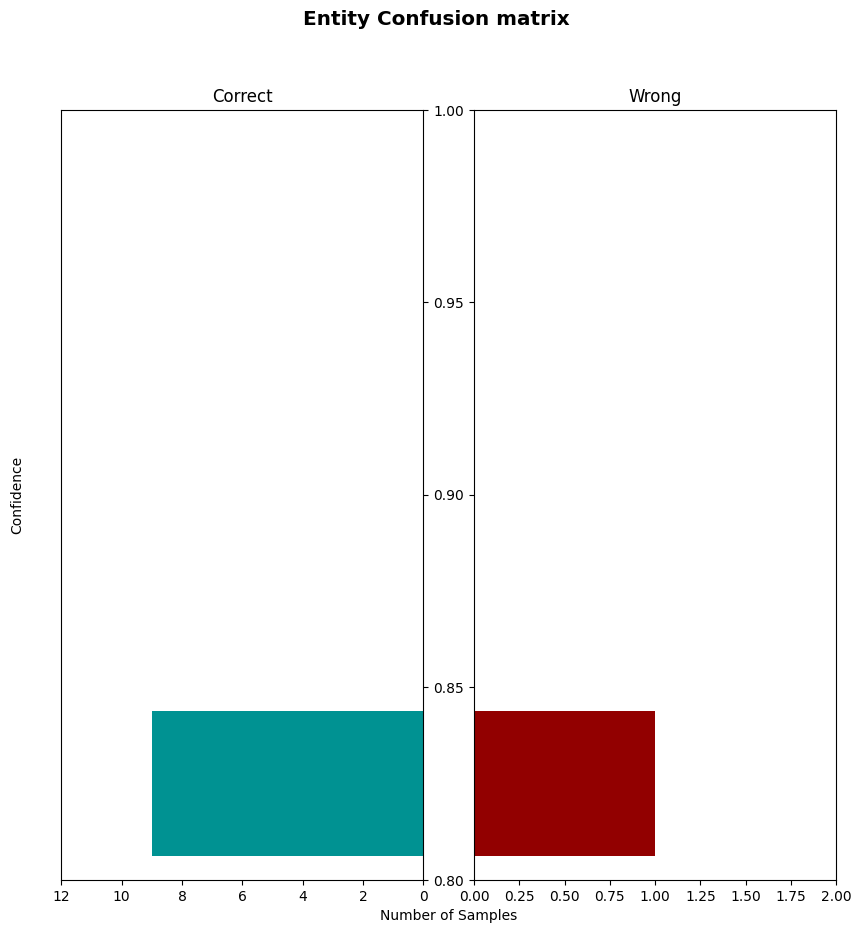 Entity Confusion matrix
Correct
Wrong
1.00
0.95
0.90
0.85
0.80
Confidence
12 10 8 6 4 2 0
0.00 0.25 0.50 0.75 1.00 1.25 1.50 1.75 2.00
Number of Samples